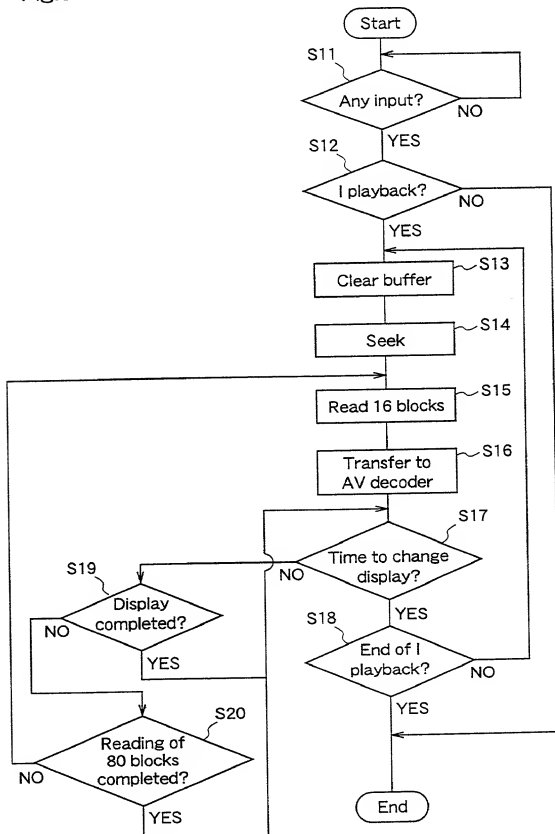 Start
S11
Any input?
NO
YES
S12
I playback?
NO
YES
Clear buffer
S13
Seek
S14
Read 16 blocks
S15
Transfer to
AV decoder
S16
S17
Time to change
display?
NO
YES
S19
Display
completed?
NO
YES
S18
End of I
playback?
NO
YES
S20
Reading of
80 blocks
completed?
NO
YES
End